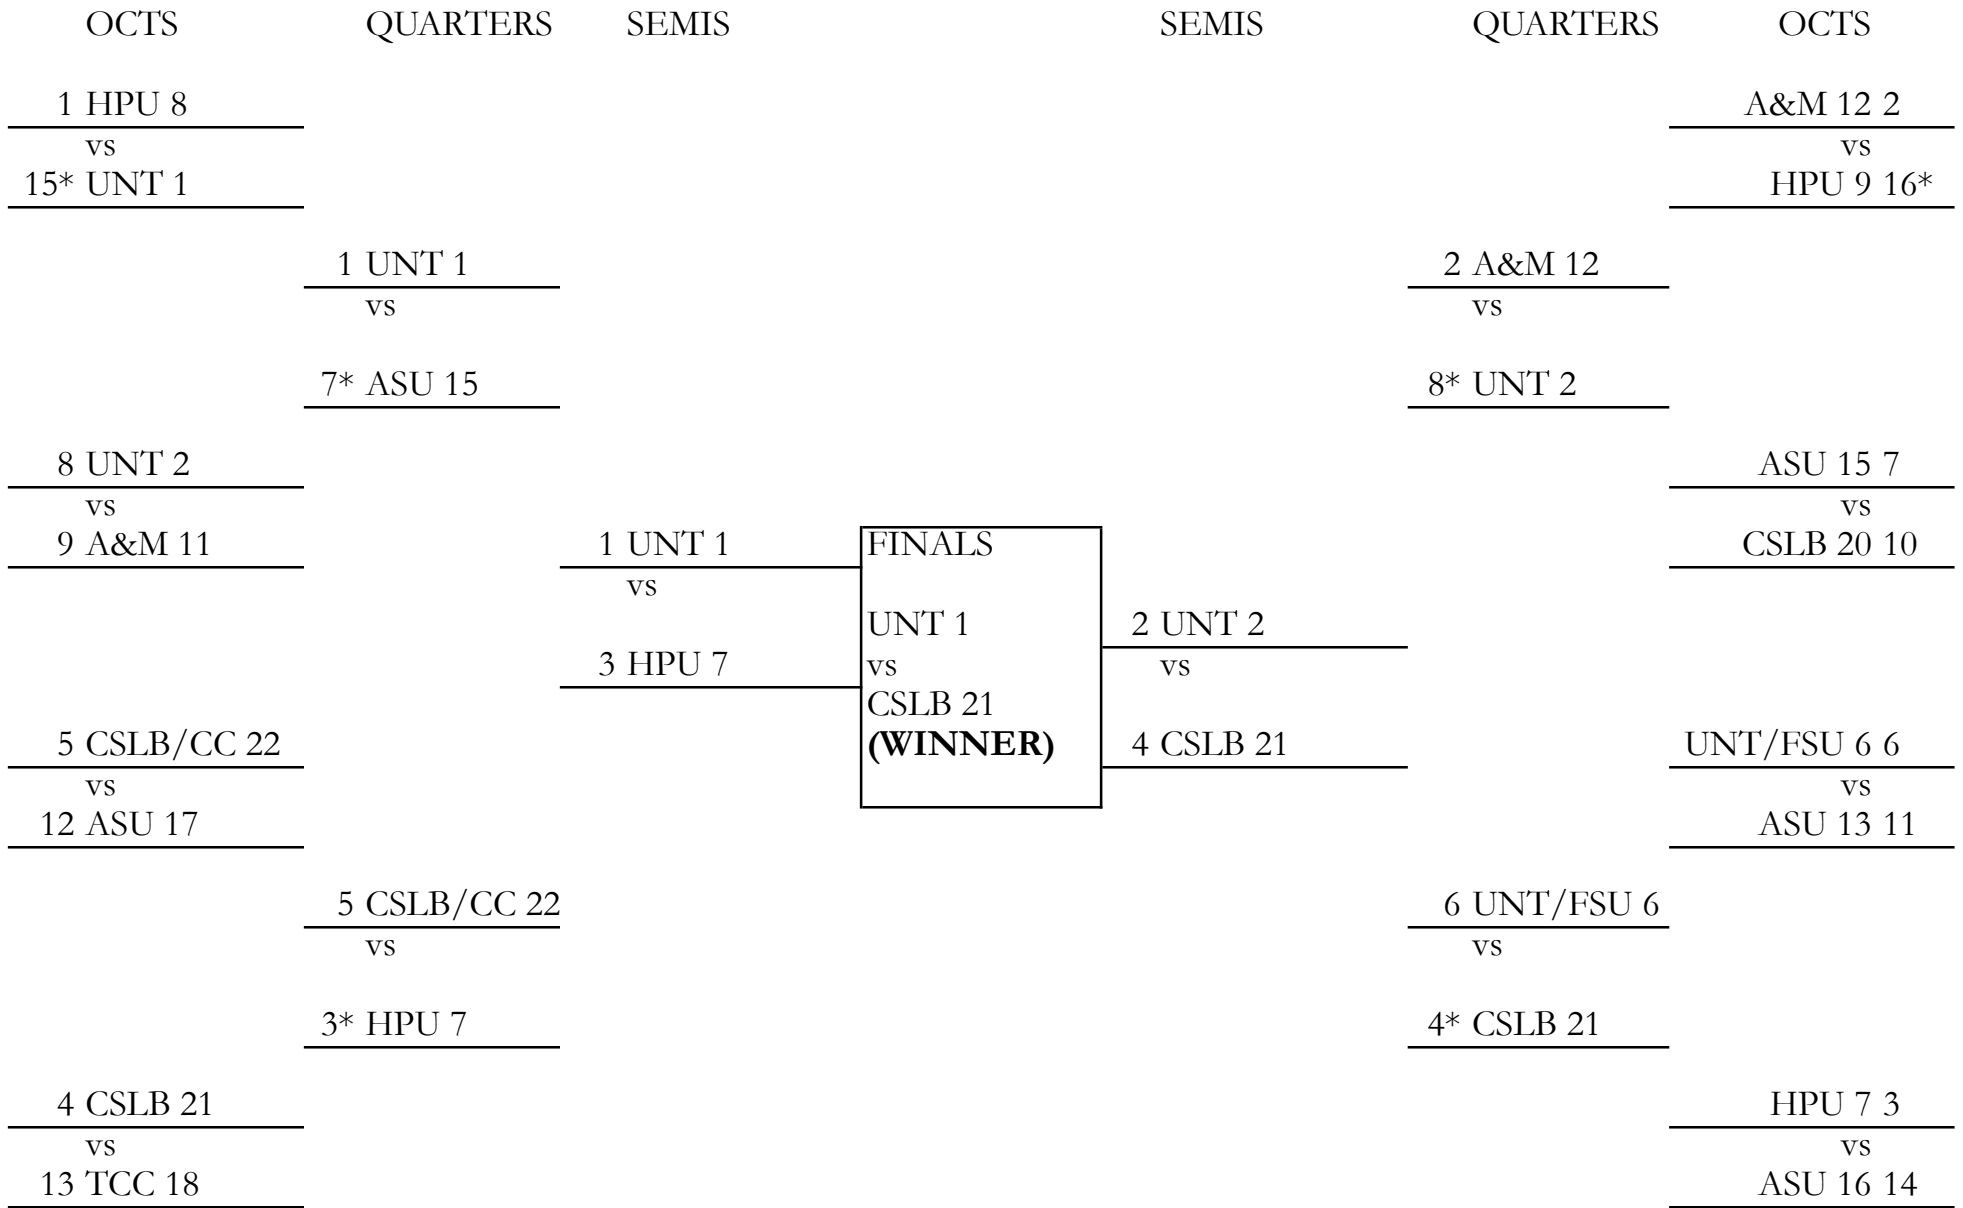 OCTS QUARTERS SEMIS SEMIS QUARTERS OCTS
1 HPU 8 A&M 12 2
vs vs
15* UNT 1 HPU 9 16*
1 UNT 1 2 A&M 12
vs vs
7* ASU 15 8* UNT 2
8 UNT 2 ASU 15 7
vs vs
9 A&M 11 1 UNT 1 FINALS CSLB 20 10
vs
UNT 1 2 UNT 2
3 HPU 7 vs vs
CSLB 21
5 CSLB/CC 22 (WINNER) 4 CSLB 21 UNT/FSU 6 6
vs vs
12 ASU 17 ASU 13 11
5 CSLB/CC 22 6 UNT/FSU 6
vs vs
3* HPU 7 4* CSLB 21
4 CSLB 21 HPU 7 3
vs vs
13 TCC 18 ASU 16 14